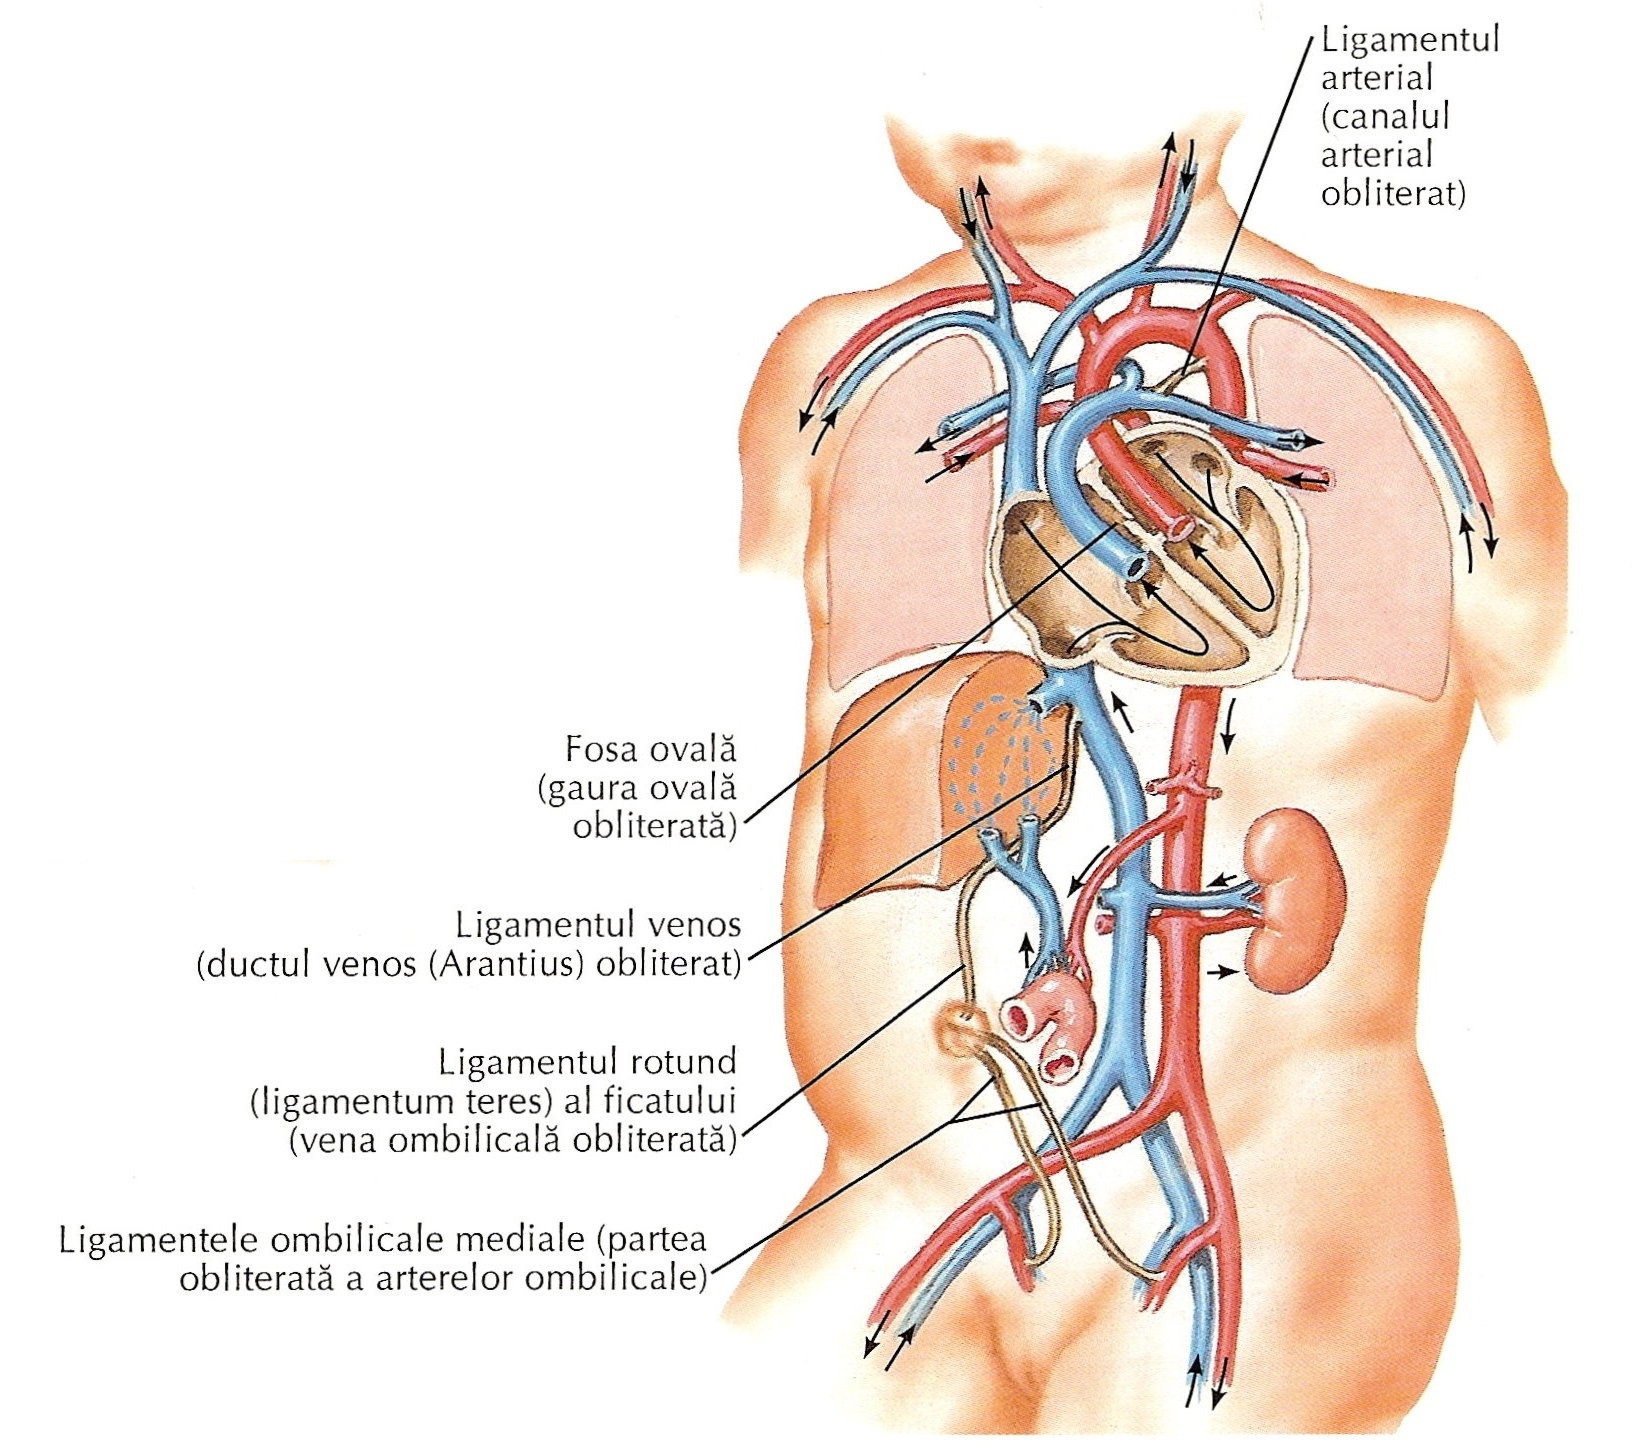 Ligamentul
arterial
(canalul
arterial
obliterat)
Fosa ovală
(gaura ovală
obliterată)
Ligamentul venos
(ductul venos (Arantius) obliterat)
Ligamentul rotund
(ligamentum teres) al ficatului
(vena ombilicală obliterată)
Ligamentele ombilicale mediale (partea
obliterată a arterelor ombilicale)